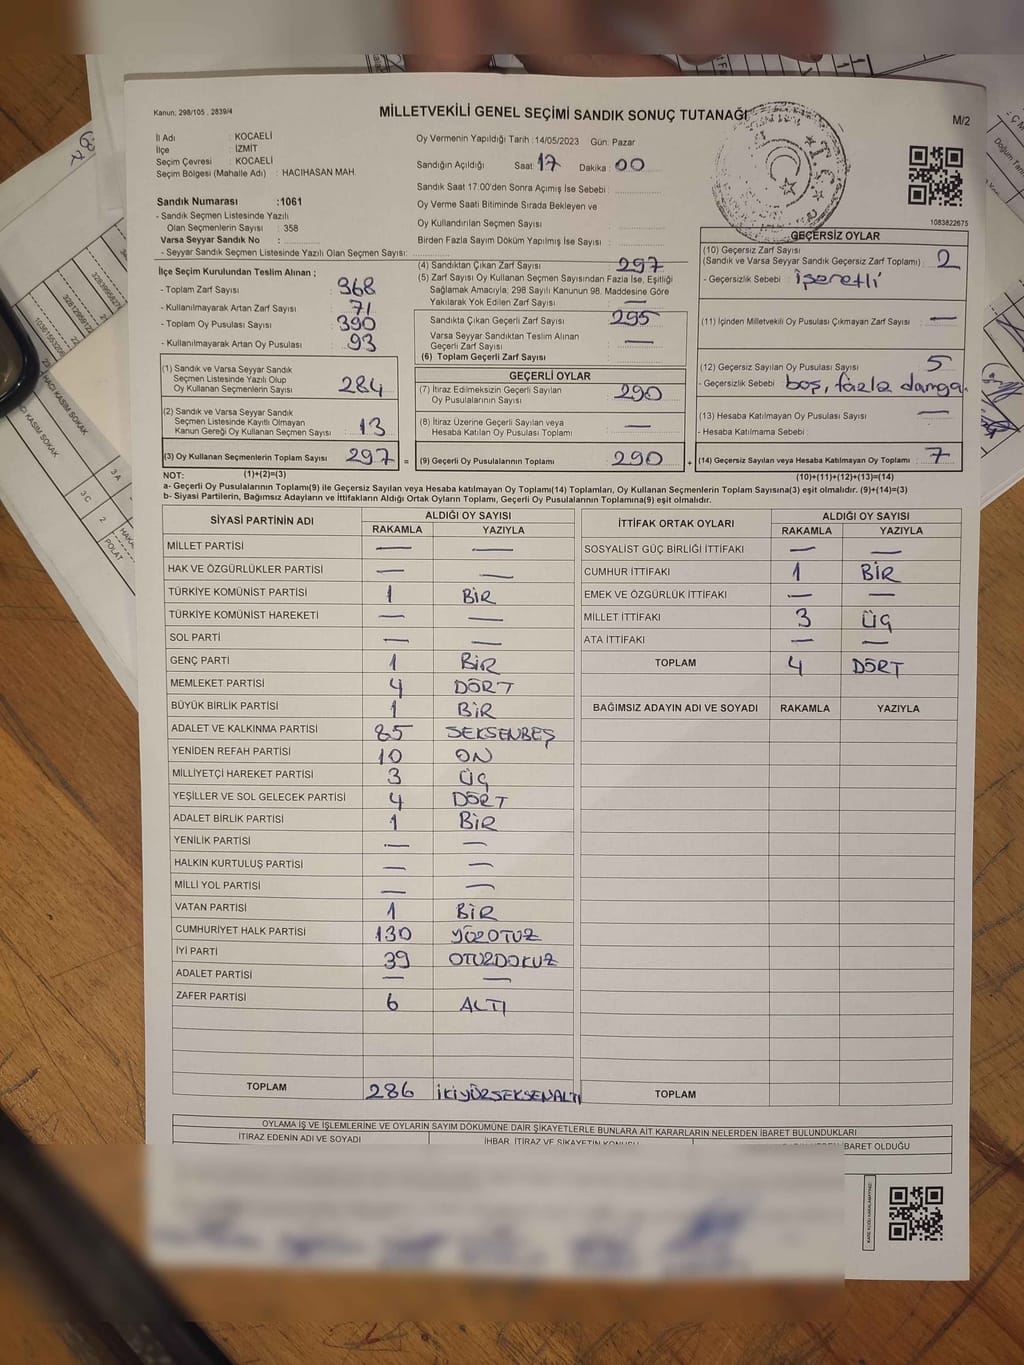 Kanun: 298/105 , 2839/4
MİLLETVEKİLİ GENEL SEÇİMİ SANDIK SONUÇ TUTANAĞI
M/2
İl Adı : KOCAELİ
İlçe : İZMİT
Seçim Çevresi : KOCAELİ
Seçim Bölgesi (Mahalle Adı) : HACIHASAN MAH.
Oy Vermenin Yapıldığı Tarih :14/05/2023 Gün: Pazar
Sandığın Açıldığı Saat: 17 Dakika : 00
Sandık Saat 17:00'den Sonra Açımış İse Sebebi :
Oy Verme Saati Bitiminde Sırada Bekleyen ve
Oy Kullandırılan Seçmen Sayısı :
Birden Fazla Sayım Döküm Yapılmış İse Sayısı :
T.C.
1083822675
Sandık Numarası :1061
- Sandık Seçmen Listesinde Yazılı
Olan Seçmenlerin Sayısı : 358
Varsa Seyyar Sandık No :
- Seyyar Sandık Seçmen Listesinde Yazılı Olan Seçmen Sayısı:
İlçe Seçim Kurulundan Teslim Alınan ;
- Toplam Zarf Sayısı : 368
- Kullanılmayarak Artan Zarf Sayısı : 71
- Toplam Oy Pusulası Sayısı : 390
- Kullanılmayarak Artan Oy Pusulası : 93
(1) Sandık ve Varsa Seyyar Sandık
Seçmen Listesinde Yazılı Olup
Oy Kullanan Seçmenlerin Sayısı : 284
(2) Sandık ve Varsa Seyyar Sandık
Seçmen Listesinde Kayıtlı Olmayan
Kanun Gereği Oy Kullanan Seçmen Sayısı : 13
(3) Oy Kullanan Seçmenlerin Toplam Sayısı : 297 =
(4) Sandıktan Çıkan Zarf Sayısı : 297
(5) Zarf Sayısı Oy Kullanan Seçmen Sayısından Fazla İse, Eşitliği
Sağlamak Amacıyla; 298 Sayılı Kanunun 98. Maddesine Göre
Yakılarak Yok Edilen Zarf Sayısı : —
Sandıkta Çıkan Geçerli Zarf Sayısı : 295
Varsa Seyyar Sandıktan Teslim Alınan
Geçerli Zarf Sayısı : —
(6) Toplam Geçerli Zarf Sayısı :
GEÇERLİ OYLAR
(7) İtiraz Edilmeksizin Geçerli Sayılan
Oy Pusulalarının Sayısı : 290
(8) İtiraz Üzerine Geçerli Sayılan veya
Hesaba Katılan Oy Pusulası Toplamı : —
(9) Geçerli Oy Pusulalarının Toplamı : 290 +
GEÇERSİZ OYLAR
(10) Geçersiz Zarf Sayısı
(Sandık ve Varsa Seyyar Sandık Geçersiz Zarf Toplamı) : 2
- Geçersizlik Sebebi : işaretli
(11) İçinden Milletvekili Oy Pusulası Çıkmayan Zarf Sayısı : —
(12) Geçersiz Sayılan Oy Pusulası Sayısı : 5
- Geçersizlik Sebebi : boş, fazla damga
(13) Hesaba Katılmayan Oy Pusulası Sayısı : —
- Hesaba Katılmama Sebebi :
(14) Geçersiz Sayılan veya Hesaba Katılmayan Oy Toplamı : 7
NOT: (1)+(2)=(3) (10)+(11)+(12)+(13)=(14)
a- Geçerli Oy Pusulalarının Toplamı(9) ile Geçersiz Sayılan veya Hesaba katılmayan Oy Toplamı(14) Toplamları, Oy Kullanan Seçmenlerin Toplam Sayısına(3) eşit olmalıdır. (9)+(14)=(3)
b- Siyasi Partilerin, Bağımsız Adayların ve İttifakların Aldığı Ortak Oyların Toplamı, Geçerli Oy Pusulalarının Toplamına(9) eşit olmalıdır.
SİYASİ PARTİNİN ADI ALDIĞI OY SAYISI
RAKAMLA YAZIYLA
MİLLET PARTİSİ — —
HAK VE ÖZGÜRLÜKLER PARTİSİ — —
TÜRKİYE KOMÜNİST PARTİSİ 1 BİR
TÜRKİYE KOMÜNİST HAREKETİ — —
SOL PARTİ — —
GENÇ PARTİ 1 BİR
MEMLEKET PARTİSİ 4 DÖRT
BÜYÜK BİRLİK PARTİSİ 1 BİR
ADALET VE KALKINMA PARTİSİ 85 SEKSENBEŞ
YENİDEN REFAH PARTİSİ 10 ON
MİLLİYETÇİ HAREKET PARTİSİ 3 ÜÇ
YEŞİLLER VE SOL GELECEK PARTİSİ 4 DÖRT
ADALET BİRLİK PARTİSİ 1 BİR
YENİLİK PARTİSİ — —
HALKIN KURTULUŞ PARTİSİ — —
MİLLİ YOL PARTİSİ — —
VATAN PARTİSİ 1 BİR
CUMHURİYET HALK PARTİSİ 130 YÜZOTUZ
İYİ PARTİ 39 OTUZDOKUZ
ADALET PARTİSİ — —
ZAFER PARTİSİ 6 ALTI
TOPLAM 286 İKİYÜZSEKSENALTI
İTTİFAK ORTAK OYLARI ALDIĞI OY SAYISI
RAKAMLA YAZIYLA
SOSYALİST GÜÇ BİRLİĞİ İTTİFAKI — —
CUMHUR İTTİFAKI 1 BİR
EMEK VE ÖZGÜRLÜK İTTİFAKI — —
MİLLET İTTİFAKI 3 ÜÇ
ATA İTTİFAKI — —
TOPLAM 4 DÖRT
BAĞIMSIZ ADAYIN ADI VE SOYADI RAKAMLA YAZIYLA
TOPLAM
OYLAMA İŞ VE İŞLEMLERİNE VE OYLARIN SAYIM DÖKÜMÜNE DAİR ŞİKAYETLERLE BUNLARA AİT KARARLARIN NELERDEN İBARET BULUNDUKLARI
İTİRAZ EDENİN ADI VE SOYADI İHBAR, İTİRAZ VE ŞİKAYETİN KONUSU İBARET OLDUĞU
HACI KASIM SOKAK
KASIM SOKAK
3 A
3 C
2
POLAT